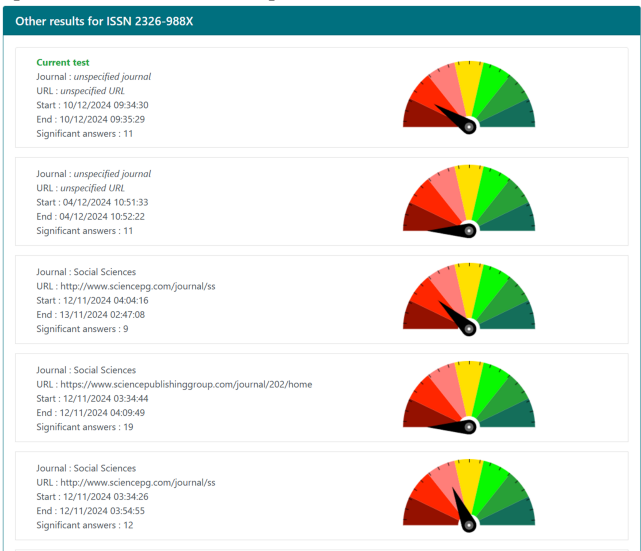 Other results for ISSN 2326-988X
Current test
Journal : unspecified journal
URL : unspecified URL
Start : 10/12/2024 09:34:30
End : 10/12/2024 09:35:29
Significant answers : 11
Journal : unspecified journal
URL : unspecified URL
Start : 04/12/2024 10:51:33
End : 04/12/2024 10:52:22
Significant answers : 11
Journal : Social Sciences
URL : http://www.sciencepg.com/journal/ss
Start : 12/11/2024 04:04:16
End : 13/11/2024 02:47:08
Significant answers : 9
Journal : Social Sciences
URL : https://www.sciencepublishinggroup.com/journal/202/home
Start : 12/11/2024 03:34:44
End : 12/11/2024 04:09:49
Significant answers : 19
Journal : Social Sciences
URL : http://www.sciencepg.com/journal/ss
Start : 12/11/2024 03:34:26
End : 12/11/2024 03:54:55
Significant answers : 12